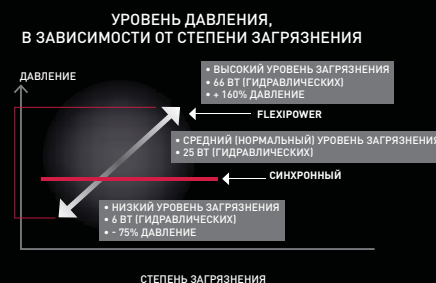 УРОВЕНЬ ДАВЛЕНИЯ,
В ЗАВИСИМОСТИ ОТ СТЕПЕНИ ЗАГРЯЗНЕНИЯ
ДАВЛЕНИЕ
• ВЫСОКИЙ УРОВЕНЬ ЗАГРЯЗНЕНИЯ
• 66 ВТ (ГИДРАВЛИЧЕСКИХ)
• + 160% ДАВЛЕНИЕ
FLEXIPOWER
• СРЕДНИЙ (НОРМАЛЬНЫЙ) УРОВЕНЬ ЗАГРЯЗНЕНИЯ
• 25 ВТ (ГИДРАВЛИЧЕСКИХ)
СИНХРОННЫЙ
• НИЗКИЙ УРОВЕНЬ ЗАГРЯЗНЕНИЯ
• 6 ВТ (ГИДРАВЛИЧЕСКИХ)
• - 75% ДАВЛЕНИЕ
СТЕПЕНЬ ЗАГРЯЗНЕНИЯ